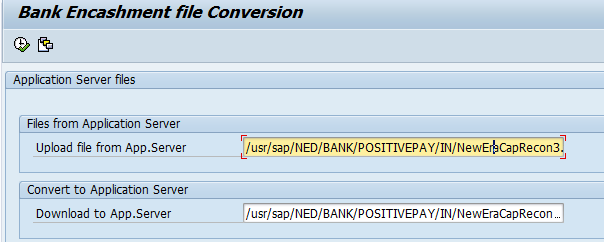 Bank Encashment file Conversion
Application Server files
Files from Application Server
Upload file from App.Server /usr/sap/NED/BANK/POSITIVEPAY/IN/NewEraCapRecon3.
Convert to Application Server
Download to App.Server /usr/sap/NED/BANK/POSITIVEPAY/IN/NewEraCapRecon...